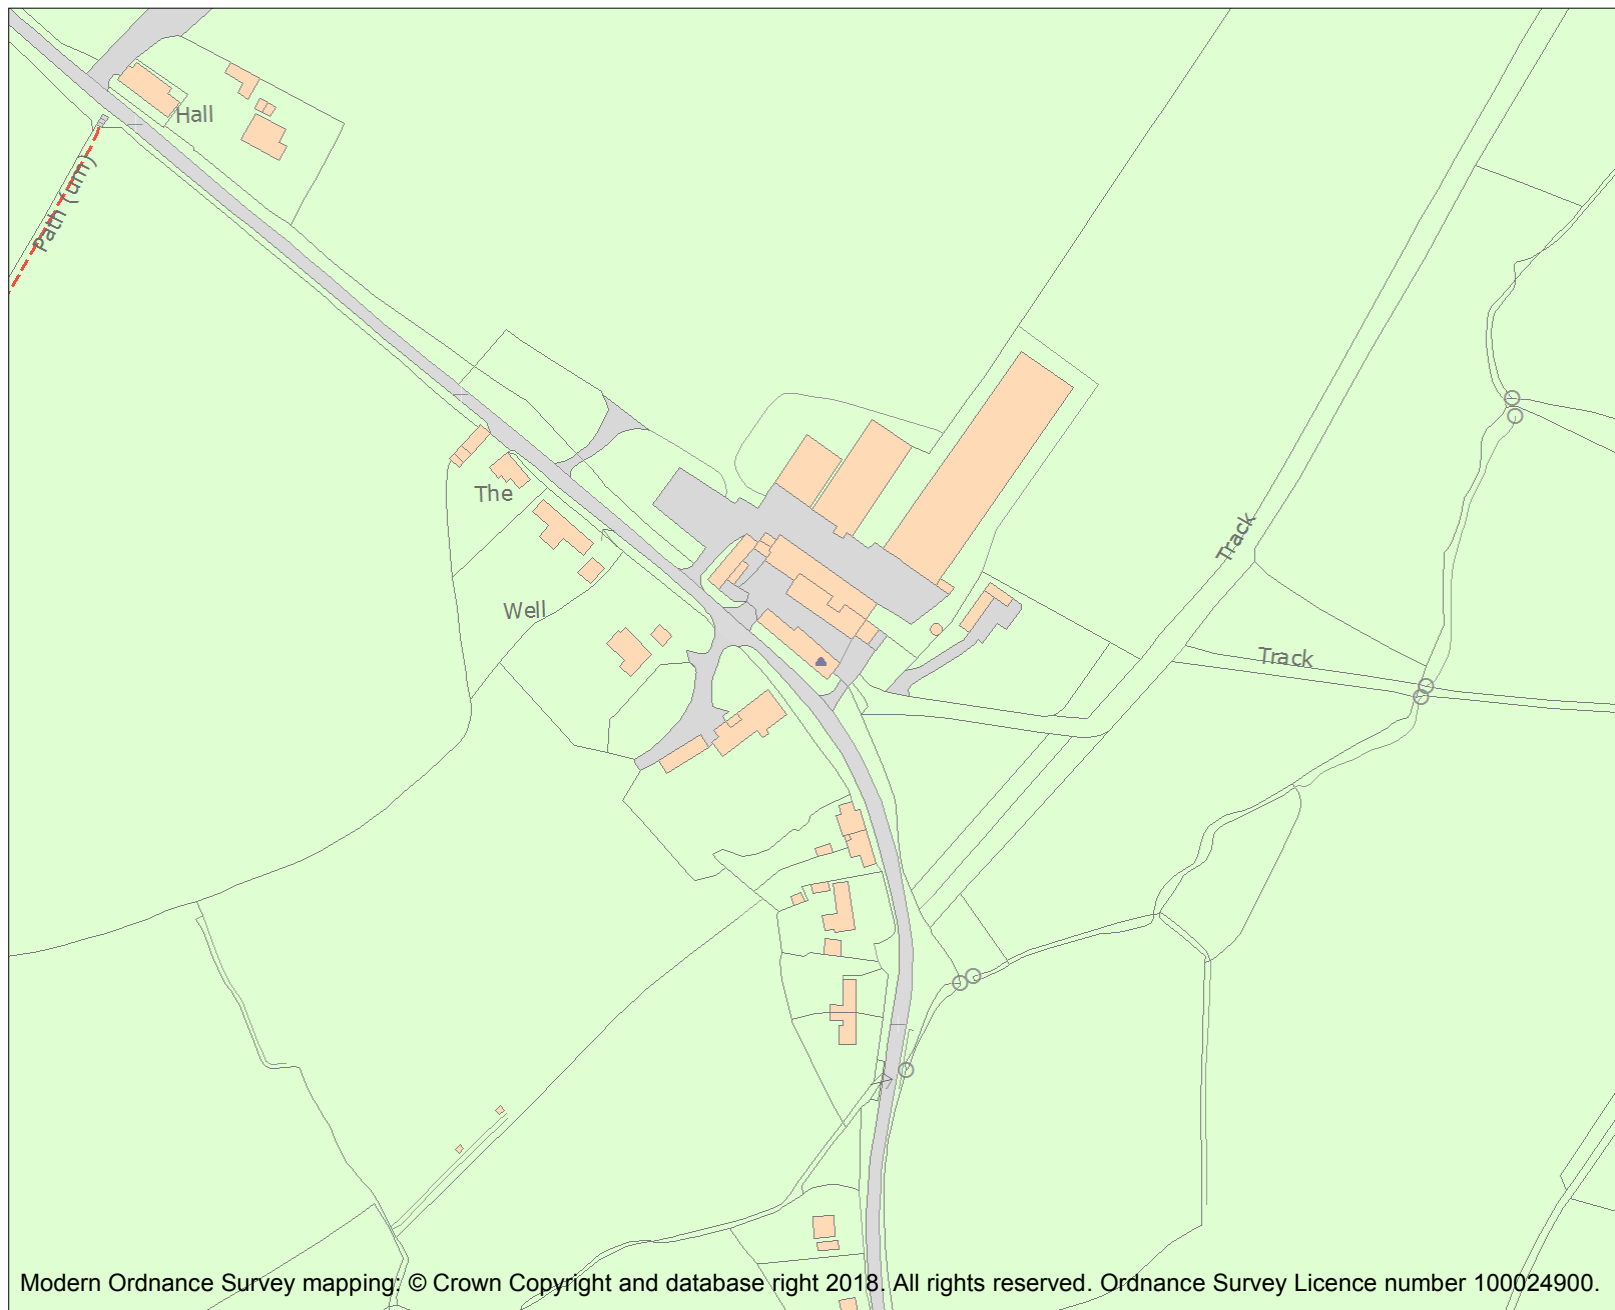 Hall
Path (um)
The
Track
Well
Track
Modern Ordnance Survey mapping: © Crown Copyright and database right 2018. All rights reserved. Ordnance Survey Licence number 100024900.